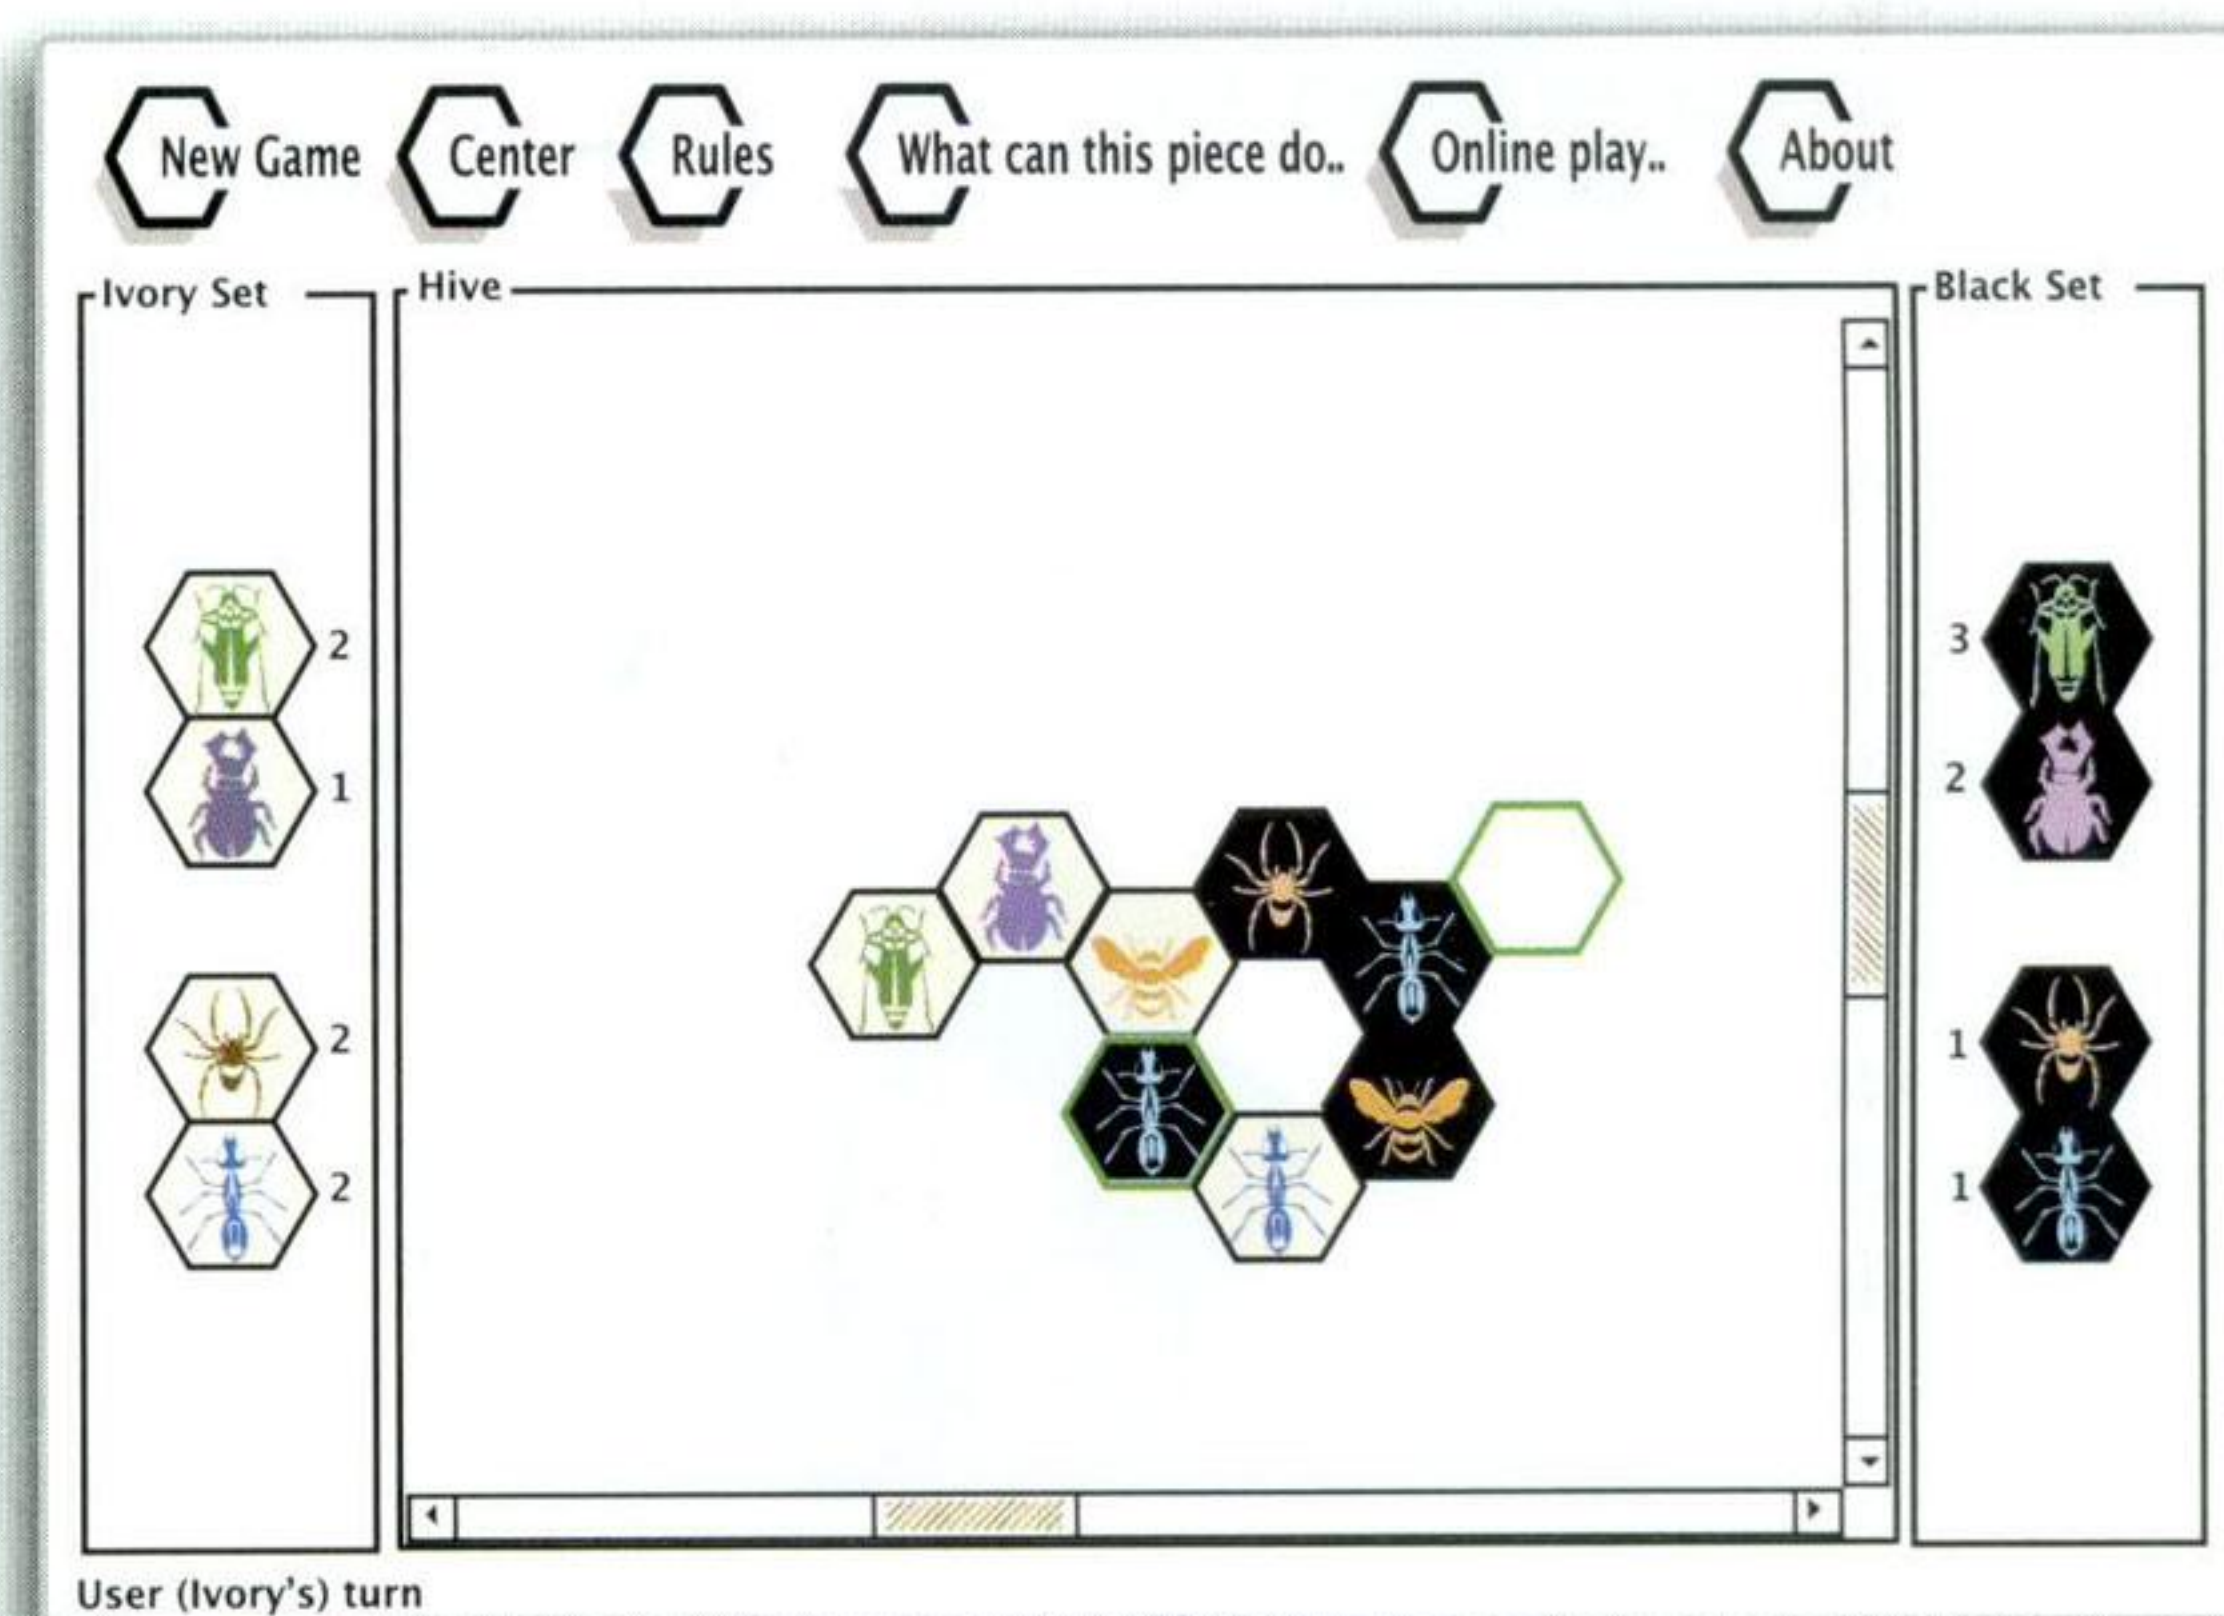 New Game Center Rules What can this piece do.. Online play.. About
Ivory Set
Hive
Black Set
2
1
2
2
3
2
1
1
User (Ivory's) turn